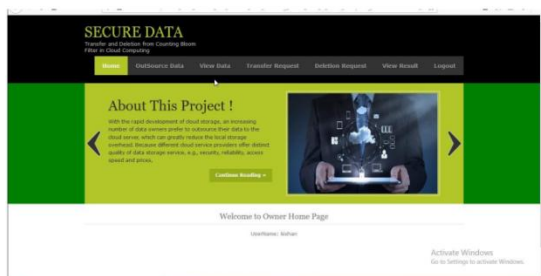 SECURE DATA
Transfer and Deletion from Counting Bloom
Filter in Cloud Computing
Home OutSource Data View Data Transfer Request Deletion Request View Result Logout
About This Project !
With the rapid development of cloud storage, an increasing
number of data owners prefer to outsource their data to the
cloud server, which can greatly reduce the local storage
overhead. Because different cloud service providers offer distinct
quality of data storage service, e.g., security, reliability, access
speed and prices,
Continue Reading »
Welcome to Owner Home Page
UserName:
Activate Windows
Go to Settings to activate Windows.